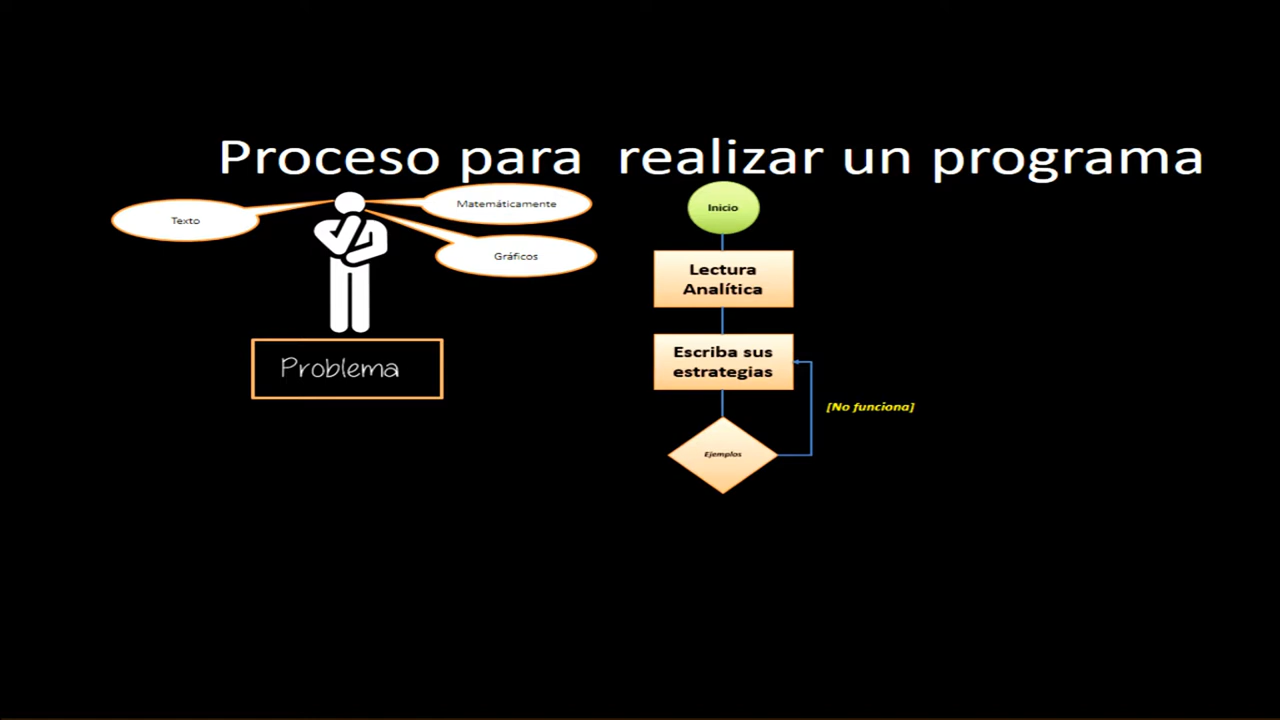 Proceso para realizar un programa
Texto
Matemáticamente
Gráficos
Problema
Inicio
Lectura
Analítica
Escriba sus
estrategias
[No funciona]
Ejemplos